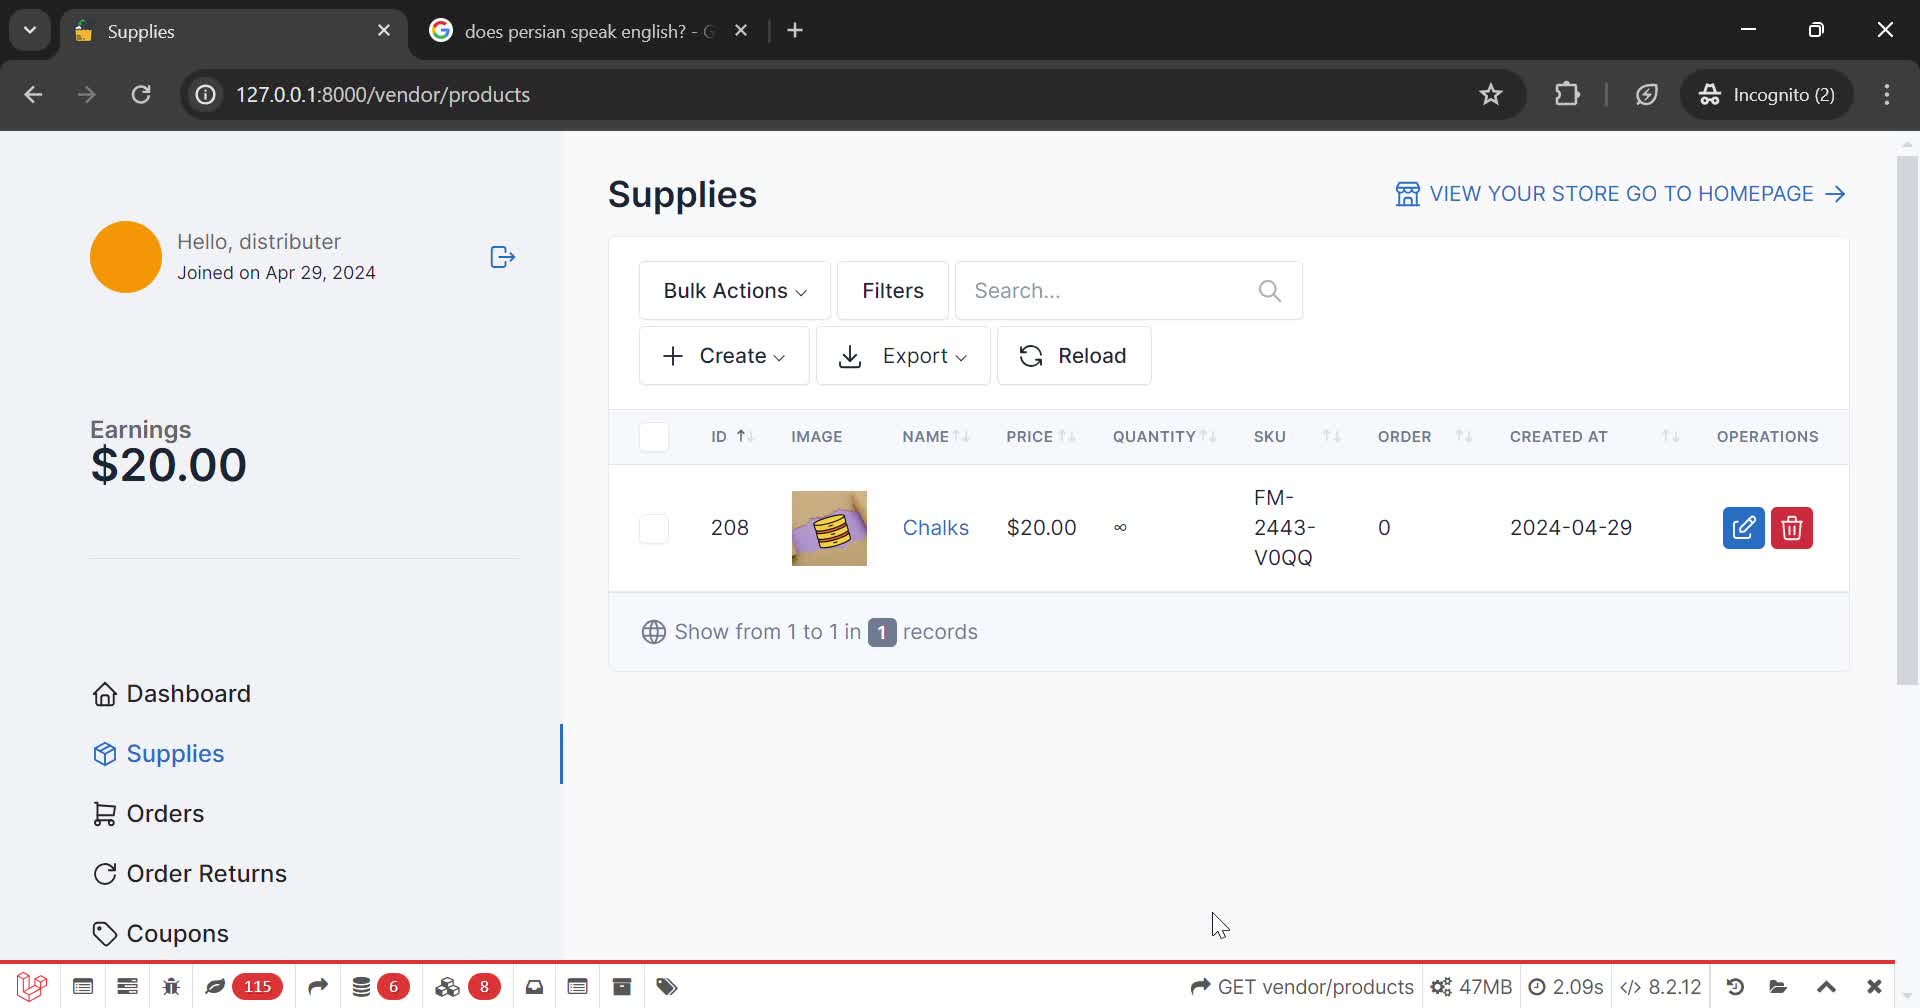 Supplies
does persian speak english? - G
127.0.0.1:8000/vendor/products
Incognito (2)
Hello, distributer
Joined on Apr 29, 2024
Earnings
$20.00
Dashboard
Supplies
Orders
Order Returns
Coupons
Supplies
VIEW YOUR STORE GO TO HOMEPAGE →
Bulk Actions
Filters
Search...
+ Create
Export
Reload
ID IMAGE NAME PRICE QUANTITY SKU ORDER CREATED AT OPERATIONS
208 Chalks $20.00 ∞ FM-
2443-
V0QQ 0 2024-04-29
Show from 1 to 1 in 1 records
115
6
8
GET vendor/products
47MB
2.09s
</> 8.2.12